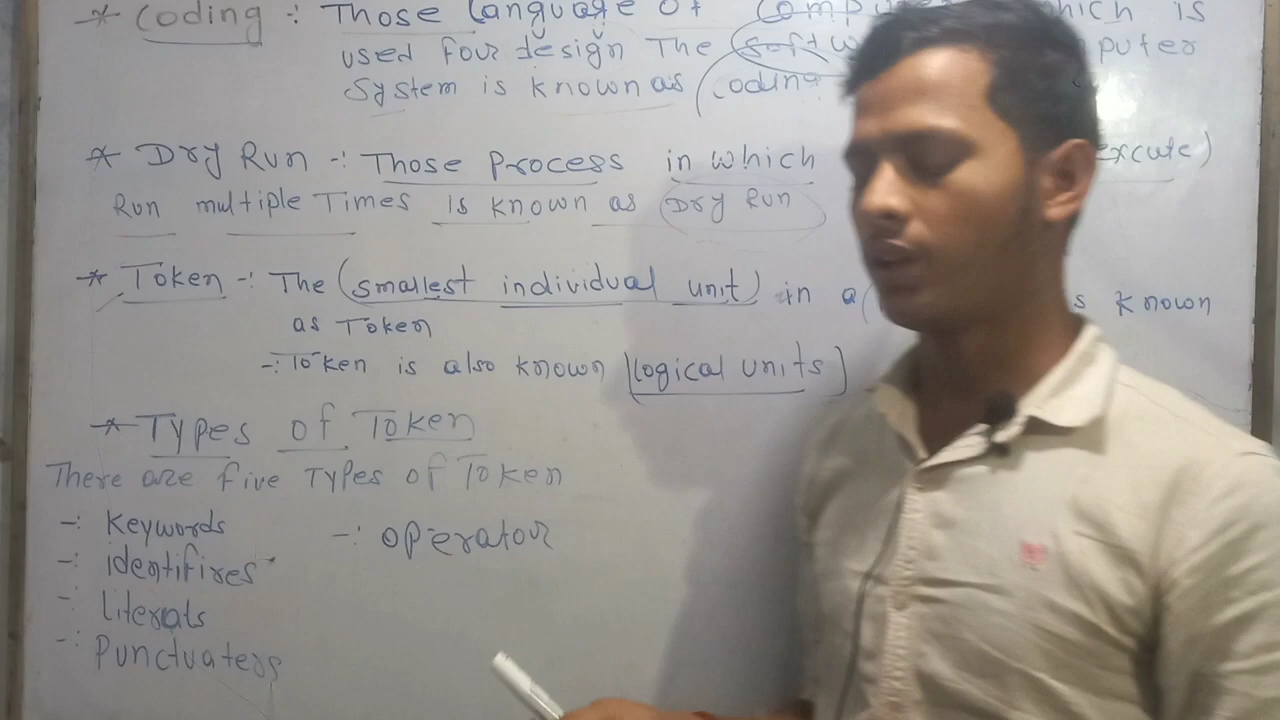 * Coding :- Those language of Computer which is
used four design The Softw puter
System is known as (coding
* Dry Run -: Those Process in which excute)
Run multiple Times is known as (Dry Run)
* Token -: The (smallest individual unit) in a ( s known
as Token
-: Token is also known (logical units)
* Types of Token
There are five Types of Token
-: Keywords -: operator
-: identifires
-: literals
-: Punctuaters